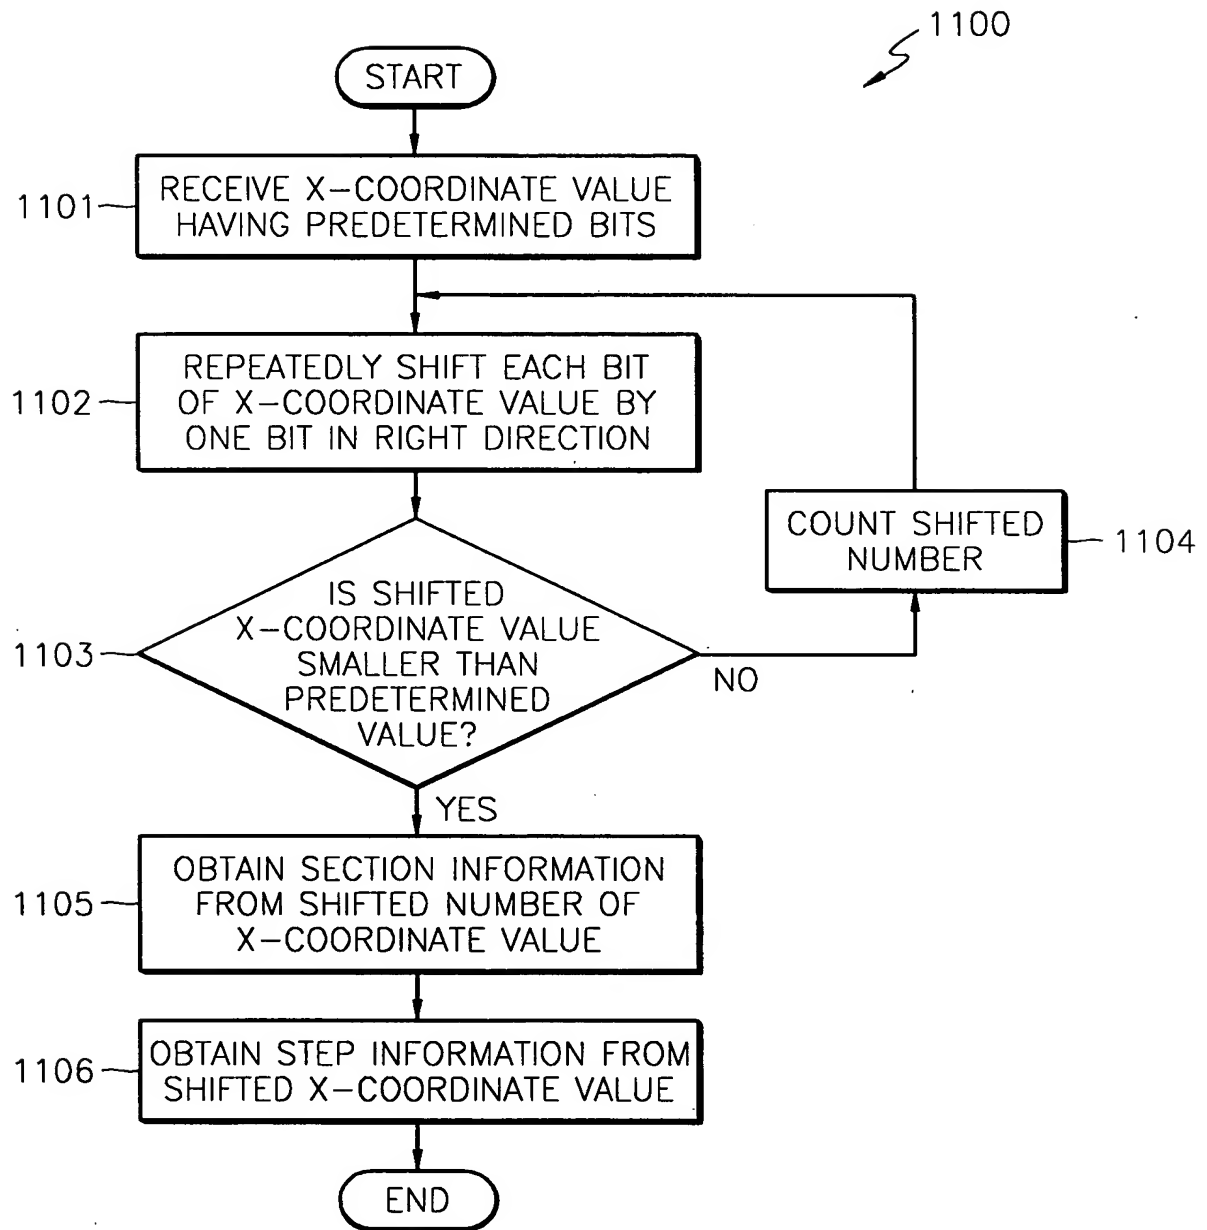 1100
START
1101
RECEIVE X-COORDINATE VALUE
HAVING PREDETERMINED BITS
1102
REPEATEDLY SHIFT EACH BIT
OF X-COORDINATE VALUE BY
ONE BIT IN RIGHT DIRECTION
COUNT SHIFTED
NUMBER
1104
1103
IS SHIFTED
X-COORDINATE VALUE
SMALLER THAN
PREDETERMINED
VALUE?
NO
YES
1105
OBTAIN SECTION INFORMATION
FROM SHIFTED NUMBER OF
X-COORDINATE VALUE
1106
OBTAIN STEP INFORMATION FROM
SHIFTED X-COORDINATE VALUE
END